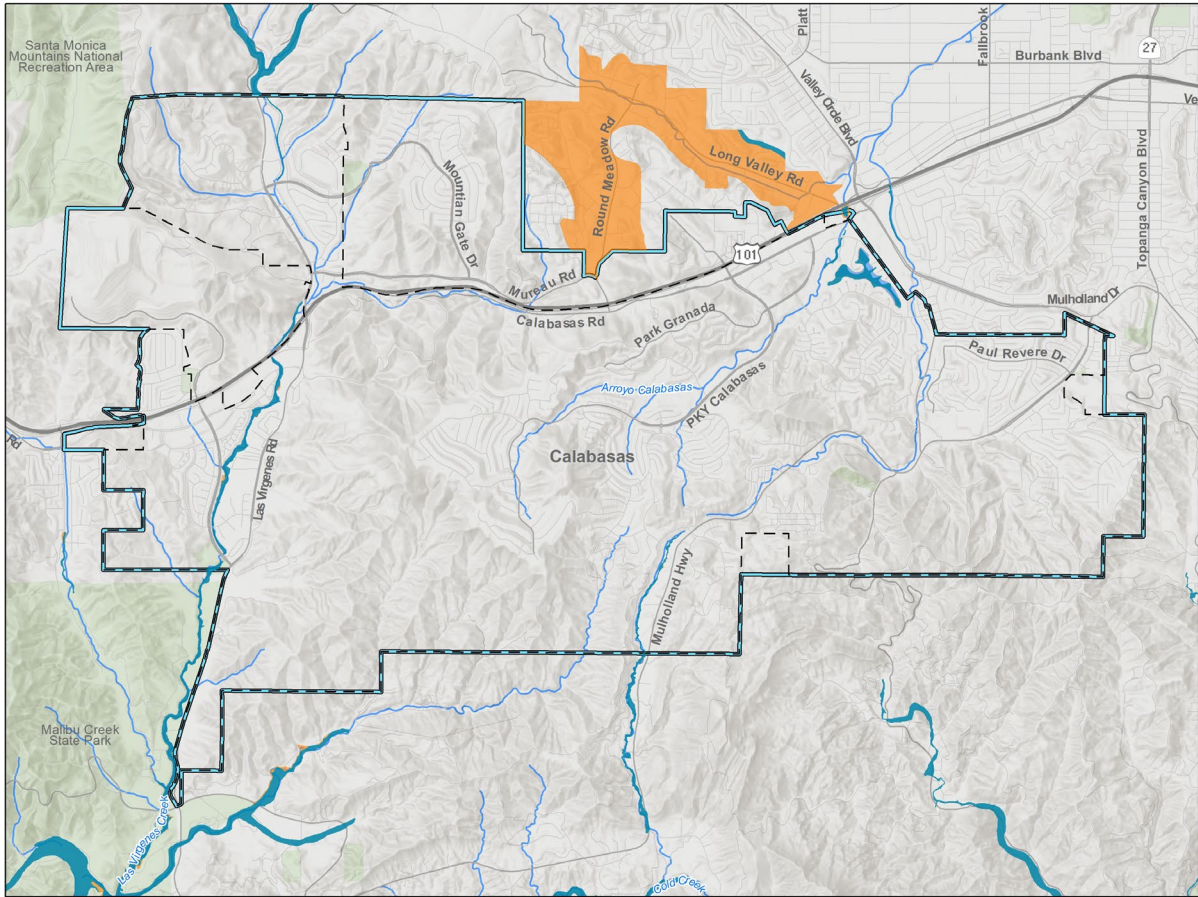 Santa Monica
Mountains National
Recreation Area
Platt
Fallbrook
27
Burbank Blvd
Valley Circle Blvd
Ve
Topanga Canyon Blvd
Round Meadow Rd
Long Valley Rd
Mountian Gate Dr
101
Mureau Rd
Calabasas Rd
Park Granada
Mulholland Dr
Paul Revere Dr
Arroyo Calabasas
PKY Calabasas
Rd
Calabasas
Las Virgenes Rd
Mulholland Hwy
Malibu Creek
State Park
Las Virgenes Creek
Cold Creek